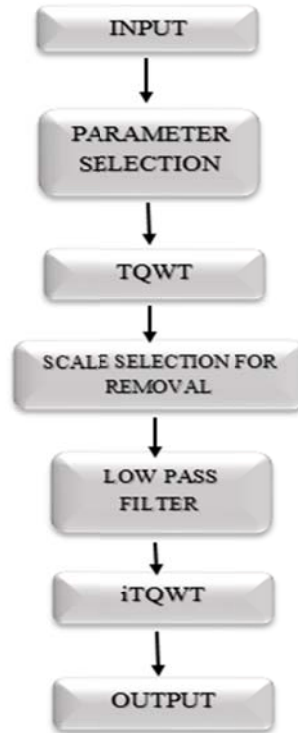 INPUT
PARAMETER
SELECTION
TQWT
SCALE SELECTION FOR
REMOVAL
LOW PASS
FILTER
iTQWT
OUTPUT